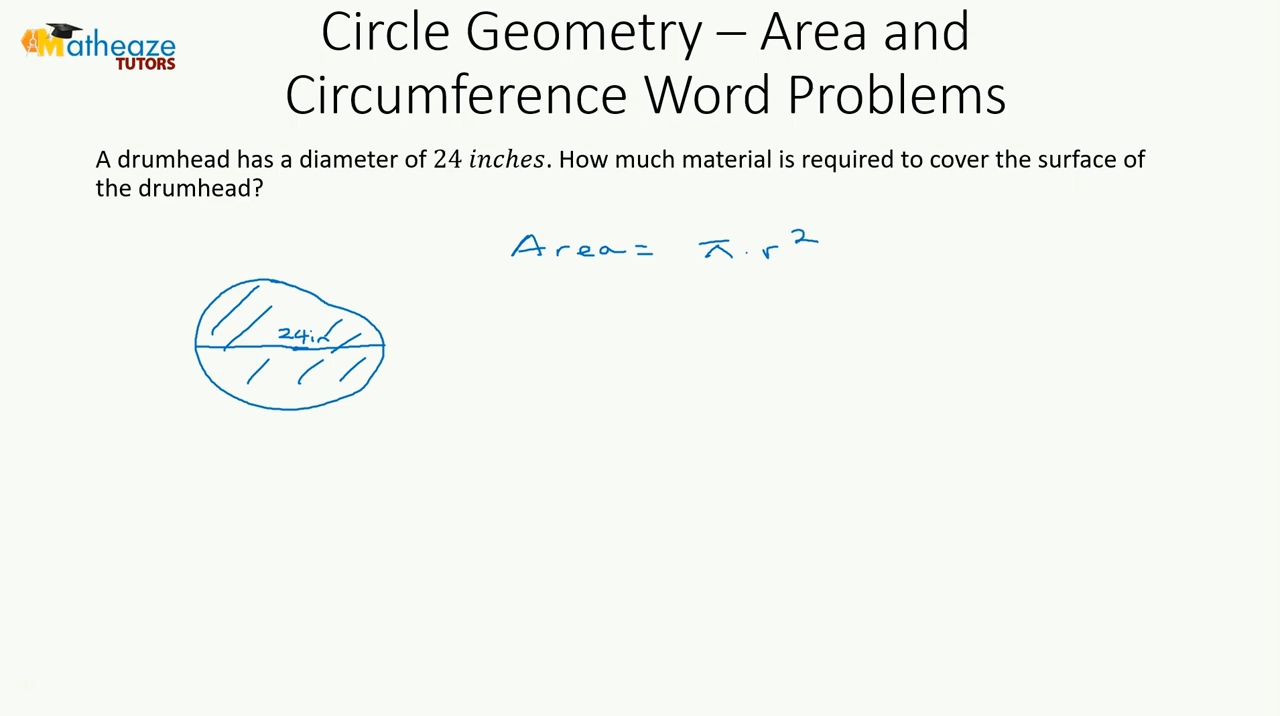 Matheaze
TUTORS
Circle Geometry – Area and
Circumference Word Problems
A drumhead has a diameter of 24 inches. How much material is required to cover the surface of
the drumhead?
Area = π · r²
24in